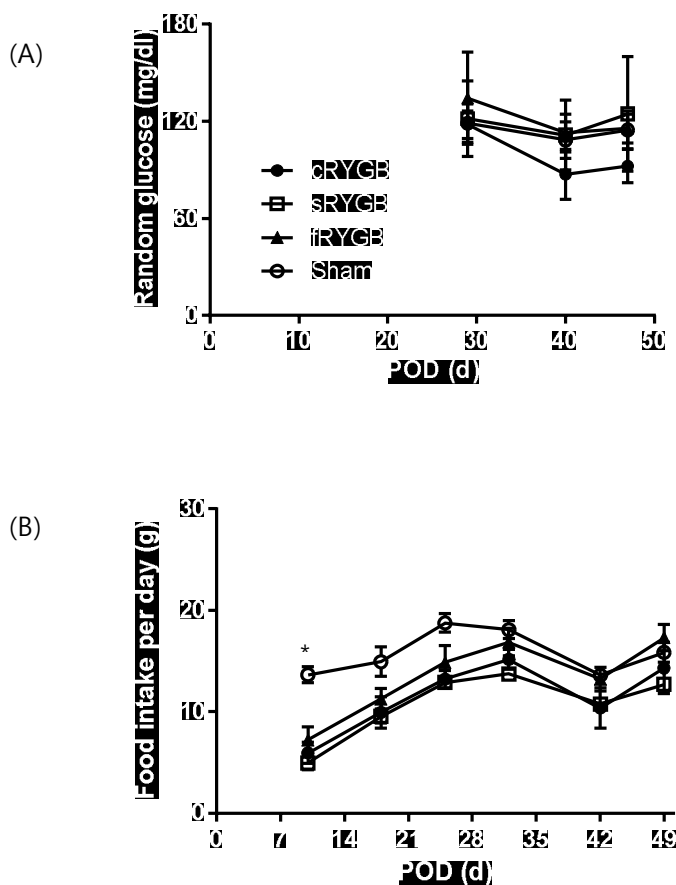 (A)
Random glucose (mg/dl)
180
120
60
0
cRYGB
sRYGB
fRYGB
Sham
0 10 20 30 40 50
POD (d)
(B)
Food intake per day (g)
30
20
10
0
*
0 7 14 21 28 35 42 49
POD (d)